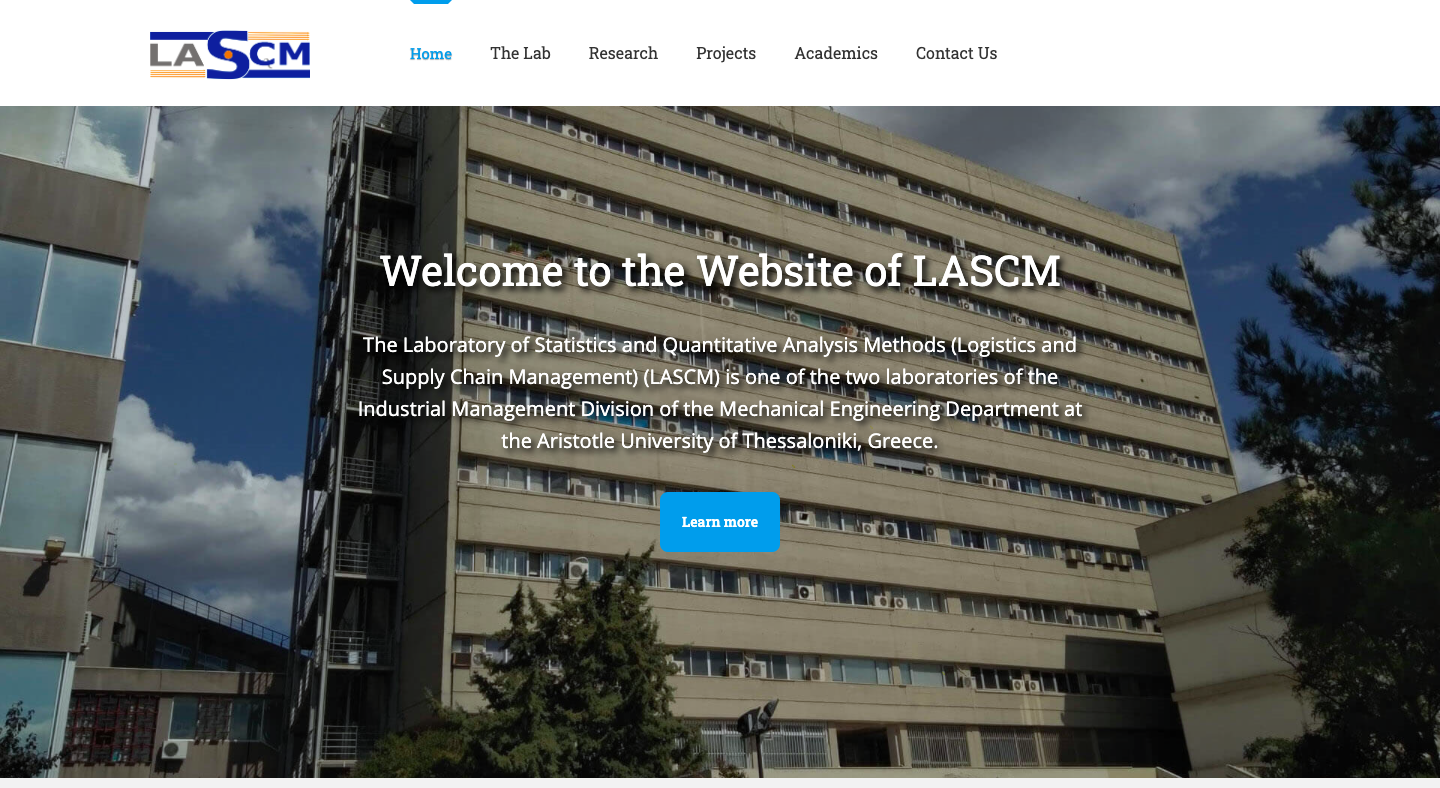 LASCM
Home
The Lab
Research
Projects
Academics
Contact Us
Welcome to the Website of LASCM
The Laboratory of Statistics and Quantitative Analysis Methods (Logistics and
Supply Chain Management) (LASCM) is one of the two laboratories of the
Industrial Management Division of the Mechanical Engineering Department at
the Aristotle University of Thessaloniki, Greece.
Learn more